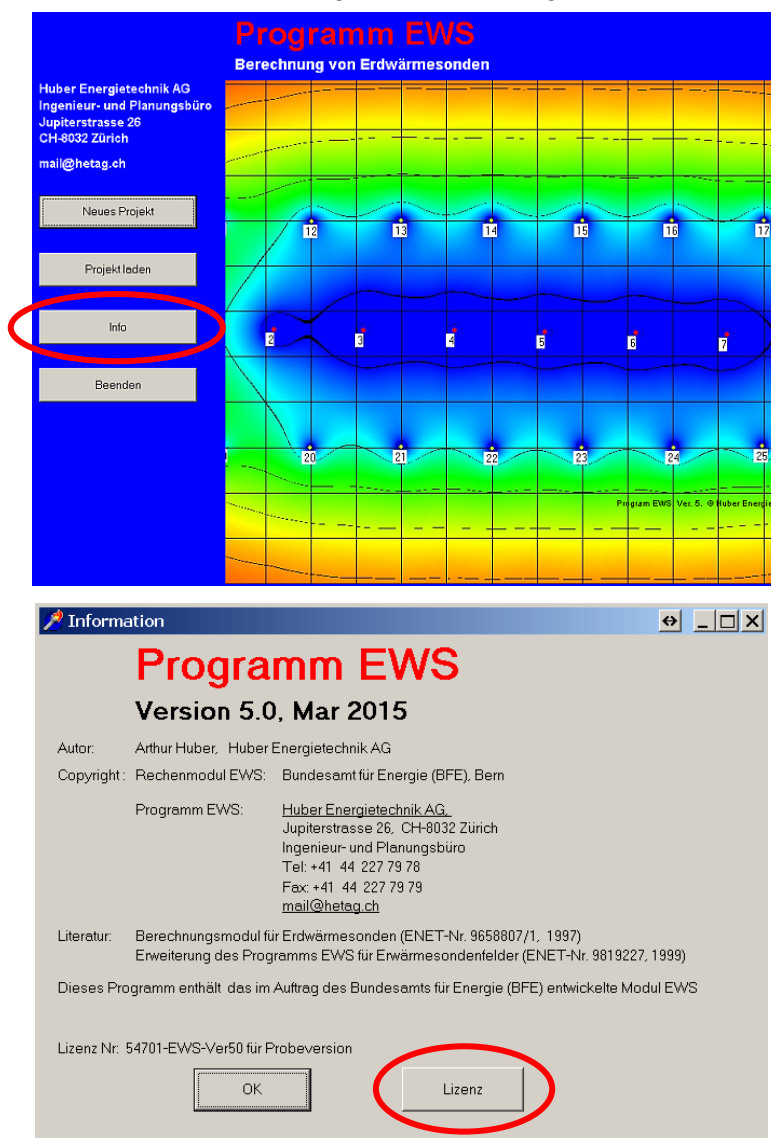 Programm EWS
Berechnung von Erdwärmesonden
Huber Energietechnik AG
Ingenieur- und Planungsbüro
Jupiterstrasse 26
CH-8032 Zürich
mail@hetag.ch
Neues Projekt
Projekt laden
Info
Beenden
12 13 14 15 16 17
2 3 4 5 6 7
20 21 22 23 24 25
Program EWS Ver. 5. © Huber Energie
Information
Programm EWS
Version 5.0, Mar 2015
Autor: Arthur Huber, Huber Energietechnik AG
Copyright: Rechenmodul EWS: Bundesamt für Energie (BFE), Bern
Programm EWS: Huber Energietechnik AG,
Jupiterstrasse 26, CH-8032 Zürich
Ingenieur- und Planungsbüro
Tel: +41 44 227 79 78
Fax: +41 44 227 79 79
mail@hetag.ch
Literatur: Berechnungsmodul für Erdwärmesonden (ENET-Nr. 9658807/1, 1997)
Erweiterung des Programms EWS für Erwärmesondenfelder (ENET-Nr. 9819227, 1999)
Dieses Programm enthält das im Auftrag des Bundesamts für Energie (BFE) entwickelte Modul EWS
Lizenz Nr: 54701-EWS-Ver50 für Probeversion
OK Lizenz